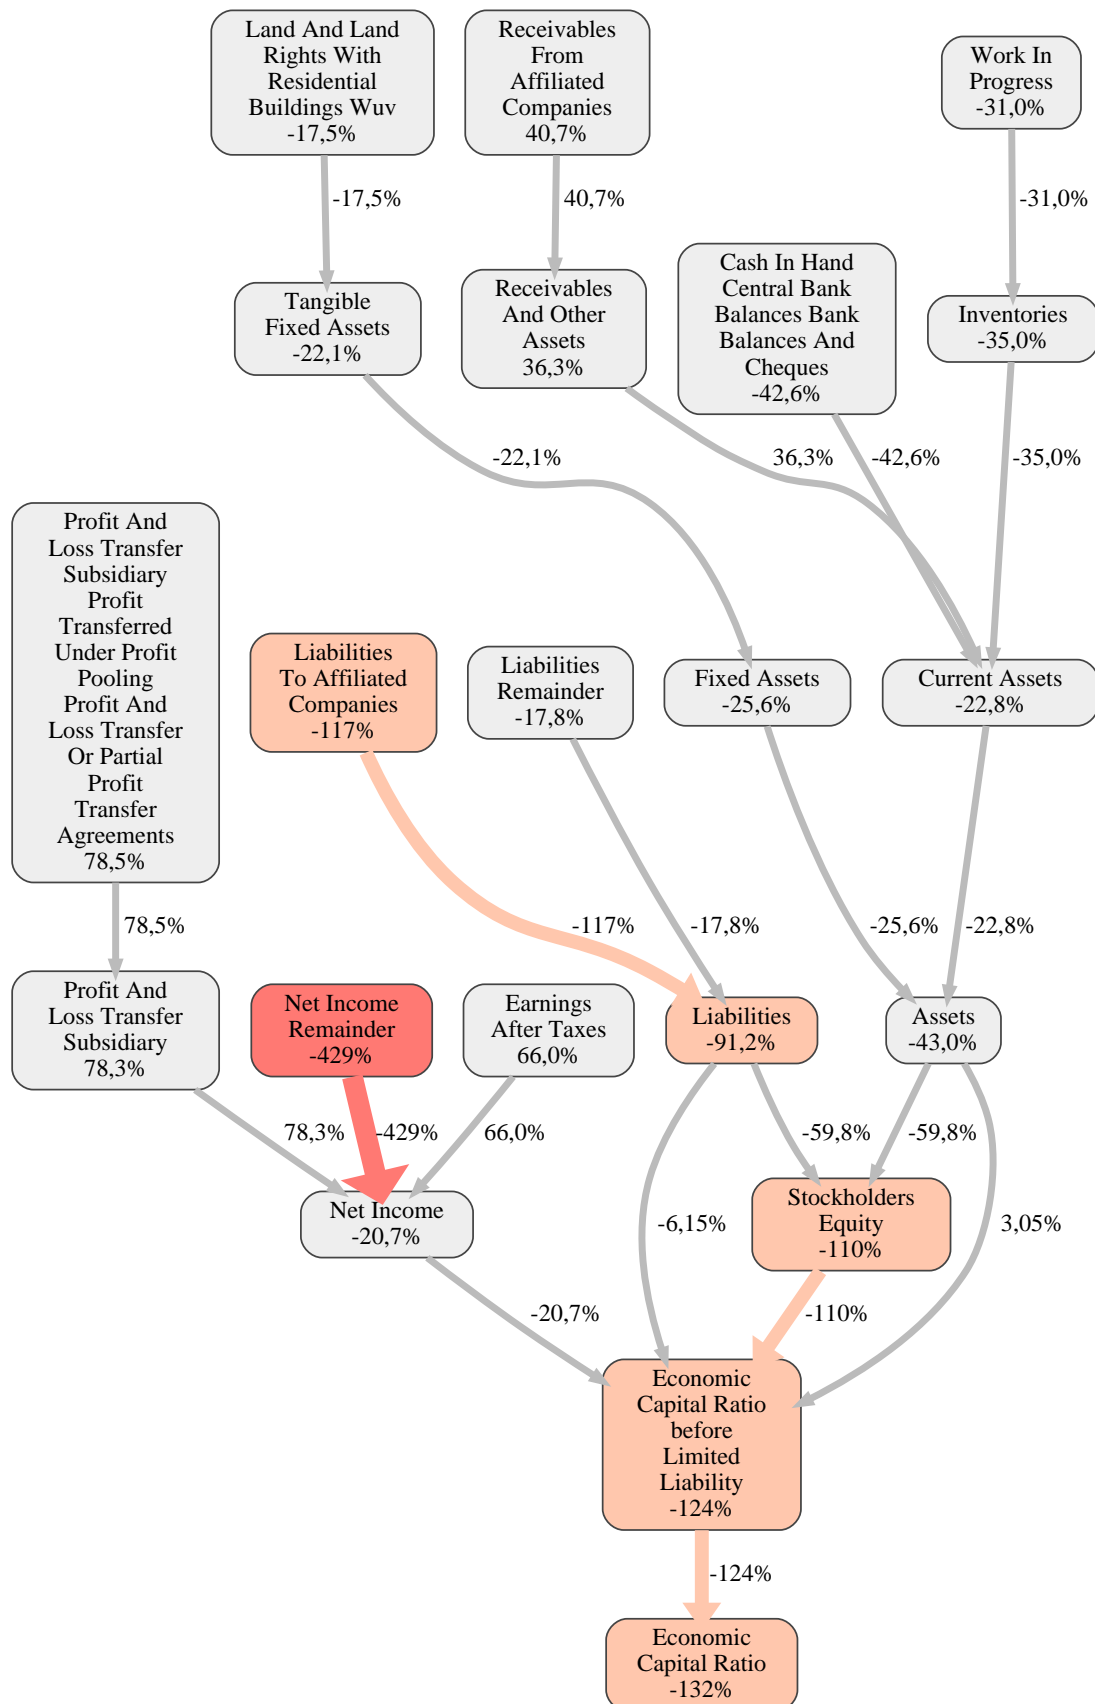 Land And Land
Rights With
Residential
Buildings Wuv
-17,5%
Receivables
From
Affiliated
Companies
40,7%
Work In
Progress
-31,0%
-17,5%
40,7%
-31,0%
Tangible
Fixed Assets
-22,1%
Receivables
And Other
Assets
36,3%
Cash In Hand
Central Bank
Balances Bank
Balances And
Cheques
-42,6%
Inventories
-35,0%
-22,1%
36,3%
-42,6%
-35,0%
Profit And
Loss Transfer
Subsidiary
Profit
Transferred
Under Profit
Pooling
Profit And
Loss Transfer
Or Partial
Profit
Transfer
Agreements
78,5%
Liabilities
To Affiliated
Companies
-117%
Liabilities
Remainder
-17,8%
Fixed Assets
-25,6%
Current Assets
-22,8%
78,5%
-117%
-17,8%
-25,6%
-22,8%
Profit And
Loss Transfer
Subsidiary
78,3%
Net Income
Remainder
-429%
Earnings
After Taxes
66,0%
Liabilities
-91,2%
Assets
-43,0%
78,3%
-429%
66,0%
-59,8%
-59,8%
Net Income
-20,7%
-6,15%
Stockholders
Equity
-110%
3,05%
-20,7%
-110%
Economic
Capital Ratio
before
Limited
Liability
-124%
-124%
Economic
Capital Ratio
-132%